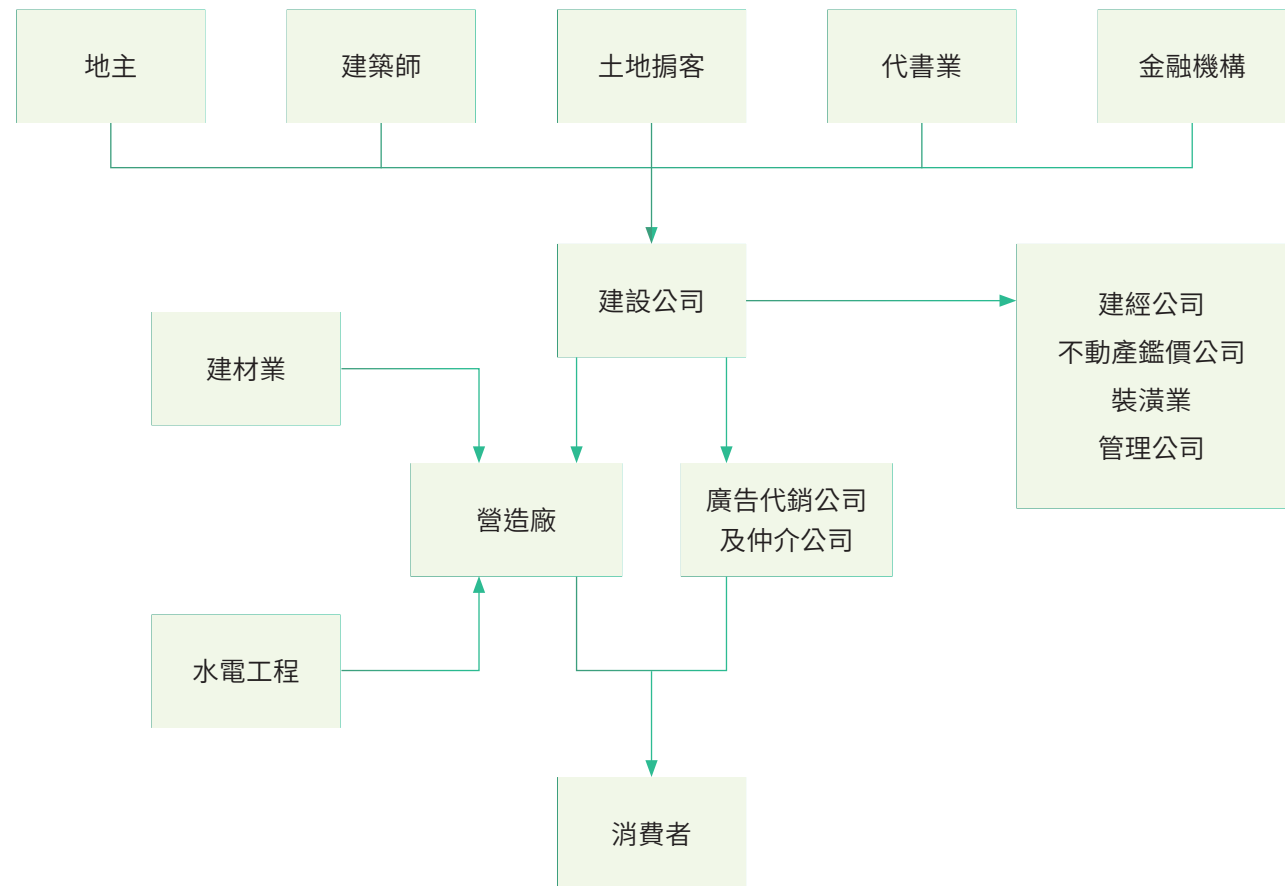 地主
建築師
土地掮客
代書業
金融機構
建設公司
建經公司
不動產鑑價公司
裝潢業
管理公司
建材業
營造廠
廣告代銷公司
及仲介公司
水電工程
消費者